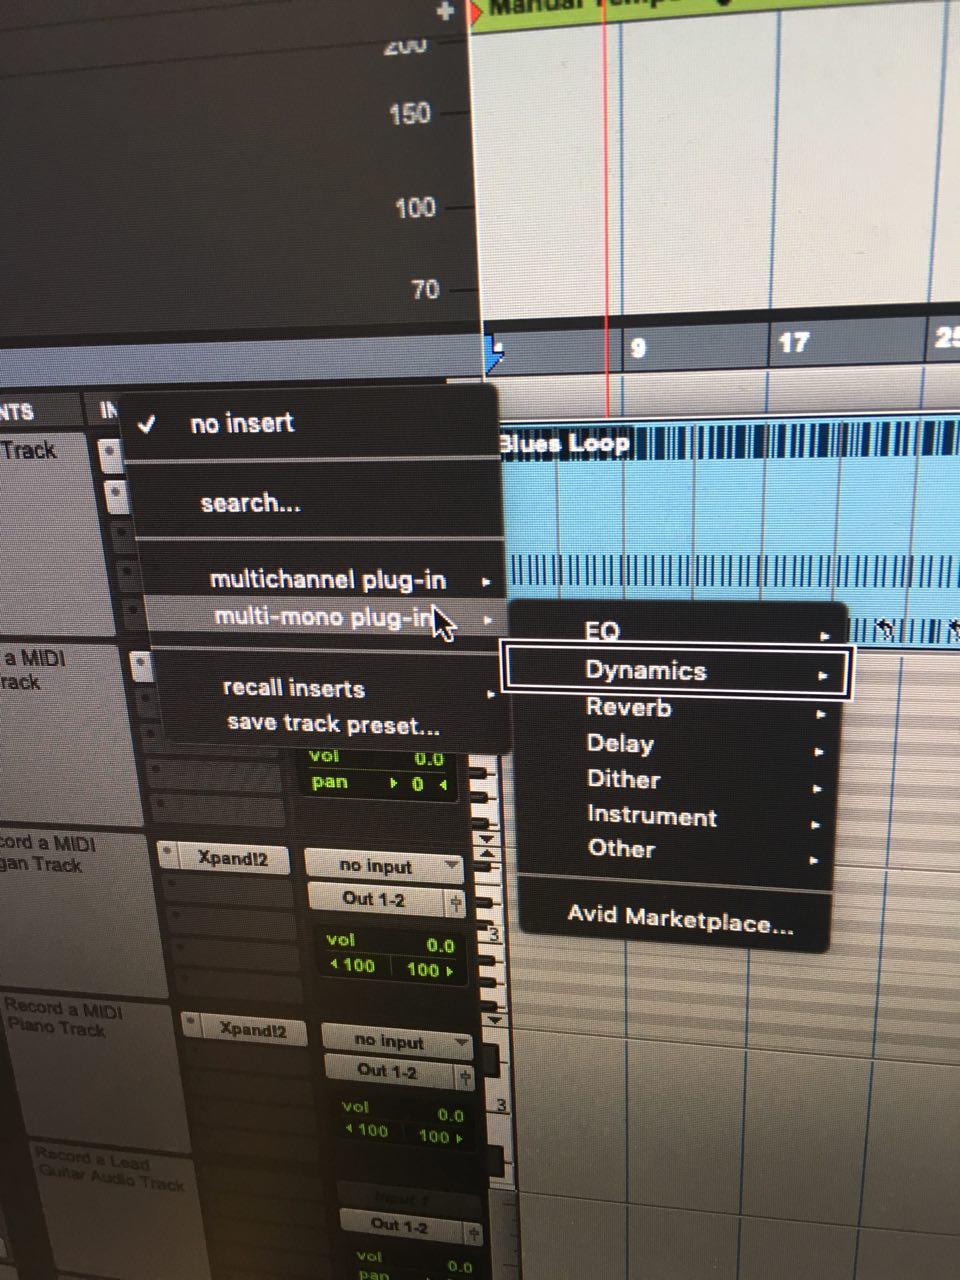 +
Manual Tempo
200
150
100
70
9
17
25
NTS
IN
no insert
search...
multichannel plug-in
multi-mono plug-in
recall inserts
save track preset...
EQ
Dynamics
Reverb
Delay
Dither
Instrument
Other
Avid Marketplace...
Track
Blues Loop
a MIDI
rack
vol 0.0
pan 0
cord a MIDI
gan Track
Xpand!2
no input
Out 1-2
vol 0.0
100 100
3
Record a MIDI
Piano Track
Xpand!2
no input
Out 1-2
vol 0.0
100 100
3
Record a Lead
Guitar Audio Track
Input 1
Out 1-2
vol 0.0
pan